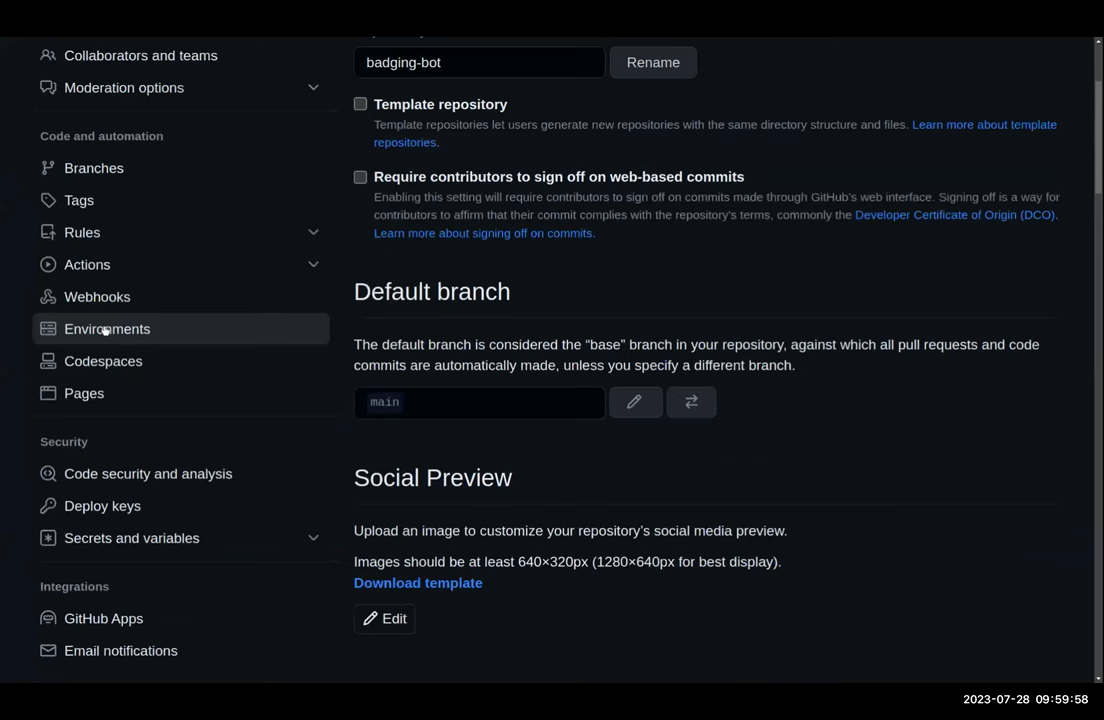 Collaborators and teams
Moderation options
Code and automation
Branches
Tags
Rules
Actions
Webhooks
Environments
Codespaces
Pages
Security
Code security and analysis
Deploy keys
Secrets and variables
Integrations
GitHub Apps
Email notifications
badging-bot
Rename
Template repository
Template repositories let users generate new repositories with the same directory structure and files. Learn more about template
repositories.
Require contributors to sign off on web-based commits
Enabling this setting will require contributors to sign off on commits made through GitHub's web interface. Signing off is a way for
contributors to affirm that their commit complies with the repository's terms, commonly the Developer Certificate of Origin (DCO).
Learn more about signing off on commits.
Default branch
The default branch is considered the “base” branch in your repository, against which all pull requests and code
commits are automatically made, unless you specify a different branch.
main
Social Preview
Upload an image to customize your repository's social media preview.
Images should be at least 640×320px (1280×640px for best display).
Download template
Edit
2023-07-28 09:59:58